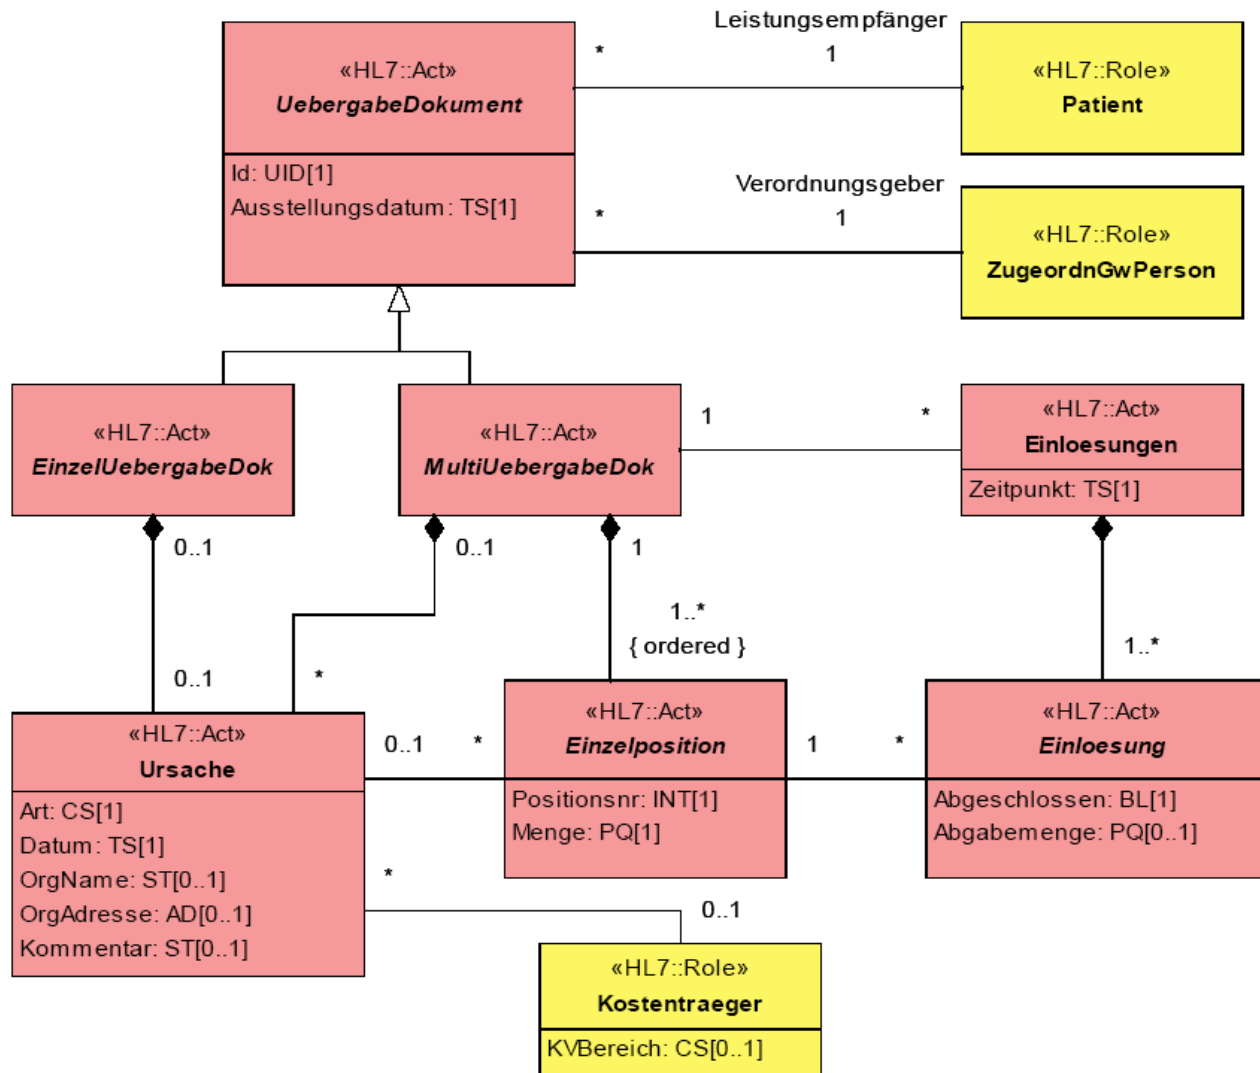 Leistungsempfänger
* 1
«HL7::Act»
UebergabeDokument
Id: UID[1]
Ausstellungsdatum: TS[1]
«HL7::Role»
Patient
Verordnungsgeber
* 1
«HL7::Role»
ZugeordnGwPerson
«HL7::Act»
EinzelUebergabeDok
«HL7::Act»
MultiUebergabeDok
1 *
«HL7::Act»
Einloesungen
Zeitpunkt: TS[1]
0..1
0..1
1
1..*
{ ordered }
1..*
0..1
*
«HL7::Act»
Ursache
Art: CS[1]
Datum: TS[1]
OrgName: ST[0..1]
OrgAdresse: AD[0..1]
Kommentar: ST[0..1]
0..1 *
«HL7::Act»
Einzelposition
Positionsnr: INT[1]
Menge: PQ[1]
1 *
«HL7::Act»
Einloesung
Abgeschlossen: BL[1]
Abgabemenge: PQ[0..1]
*
0..1
«HL7::Role»
Kostentraeger
KVBereich: CS[0..1]